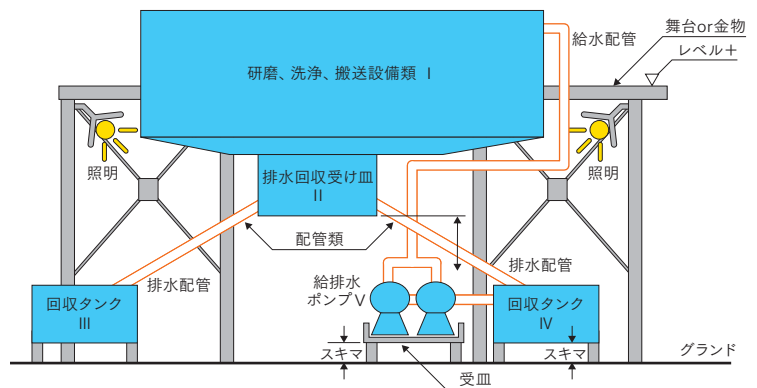 給水配管
舞台or金物
レベル＋
研磨、洗浄、搬送設備類 Ⅰ
照明
照明
排水回収受け皿
Ⅱ
配管類
排水配管
排水配管
給排水
ポンプⅤ
回収タンク
Ⅲ
回収タンク
Ⅳ
スキマ
スキマ
グランド
受皿